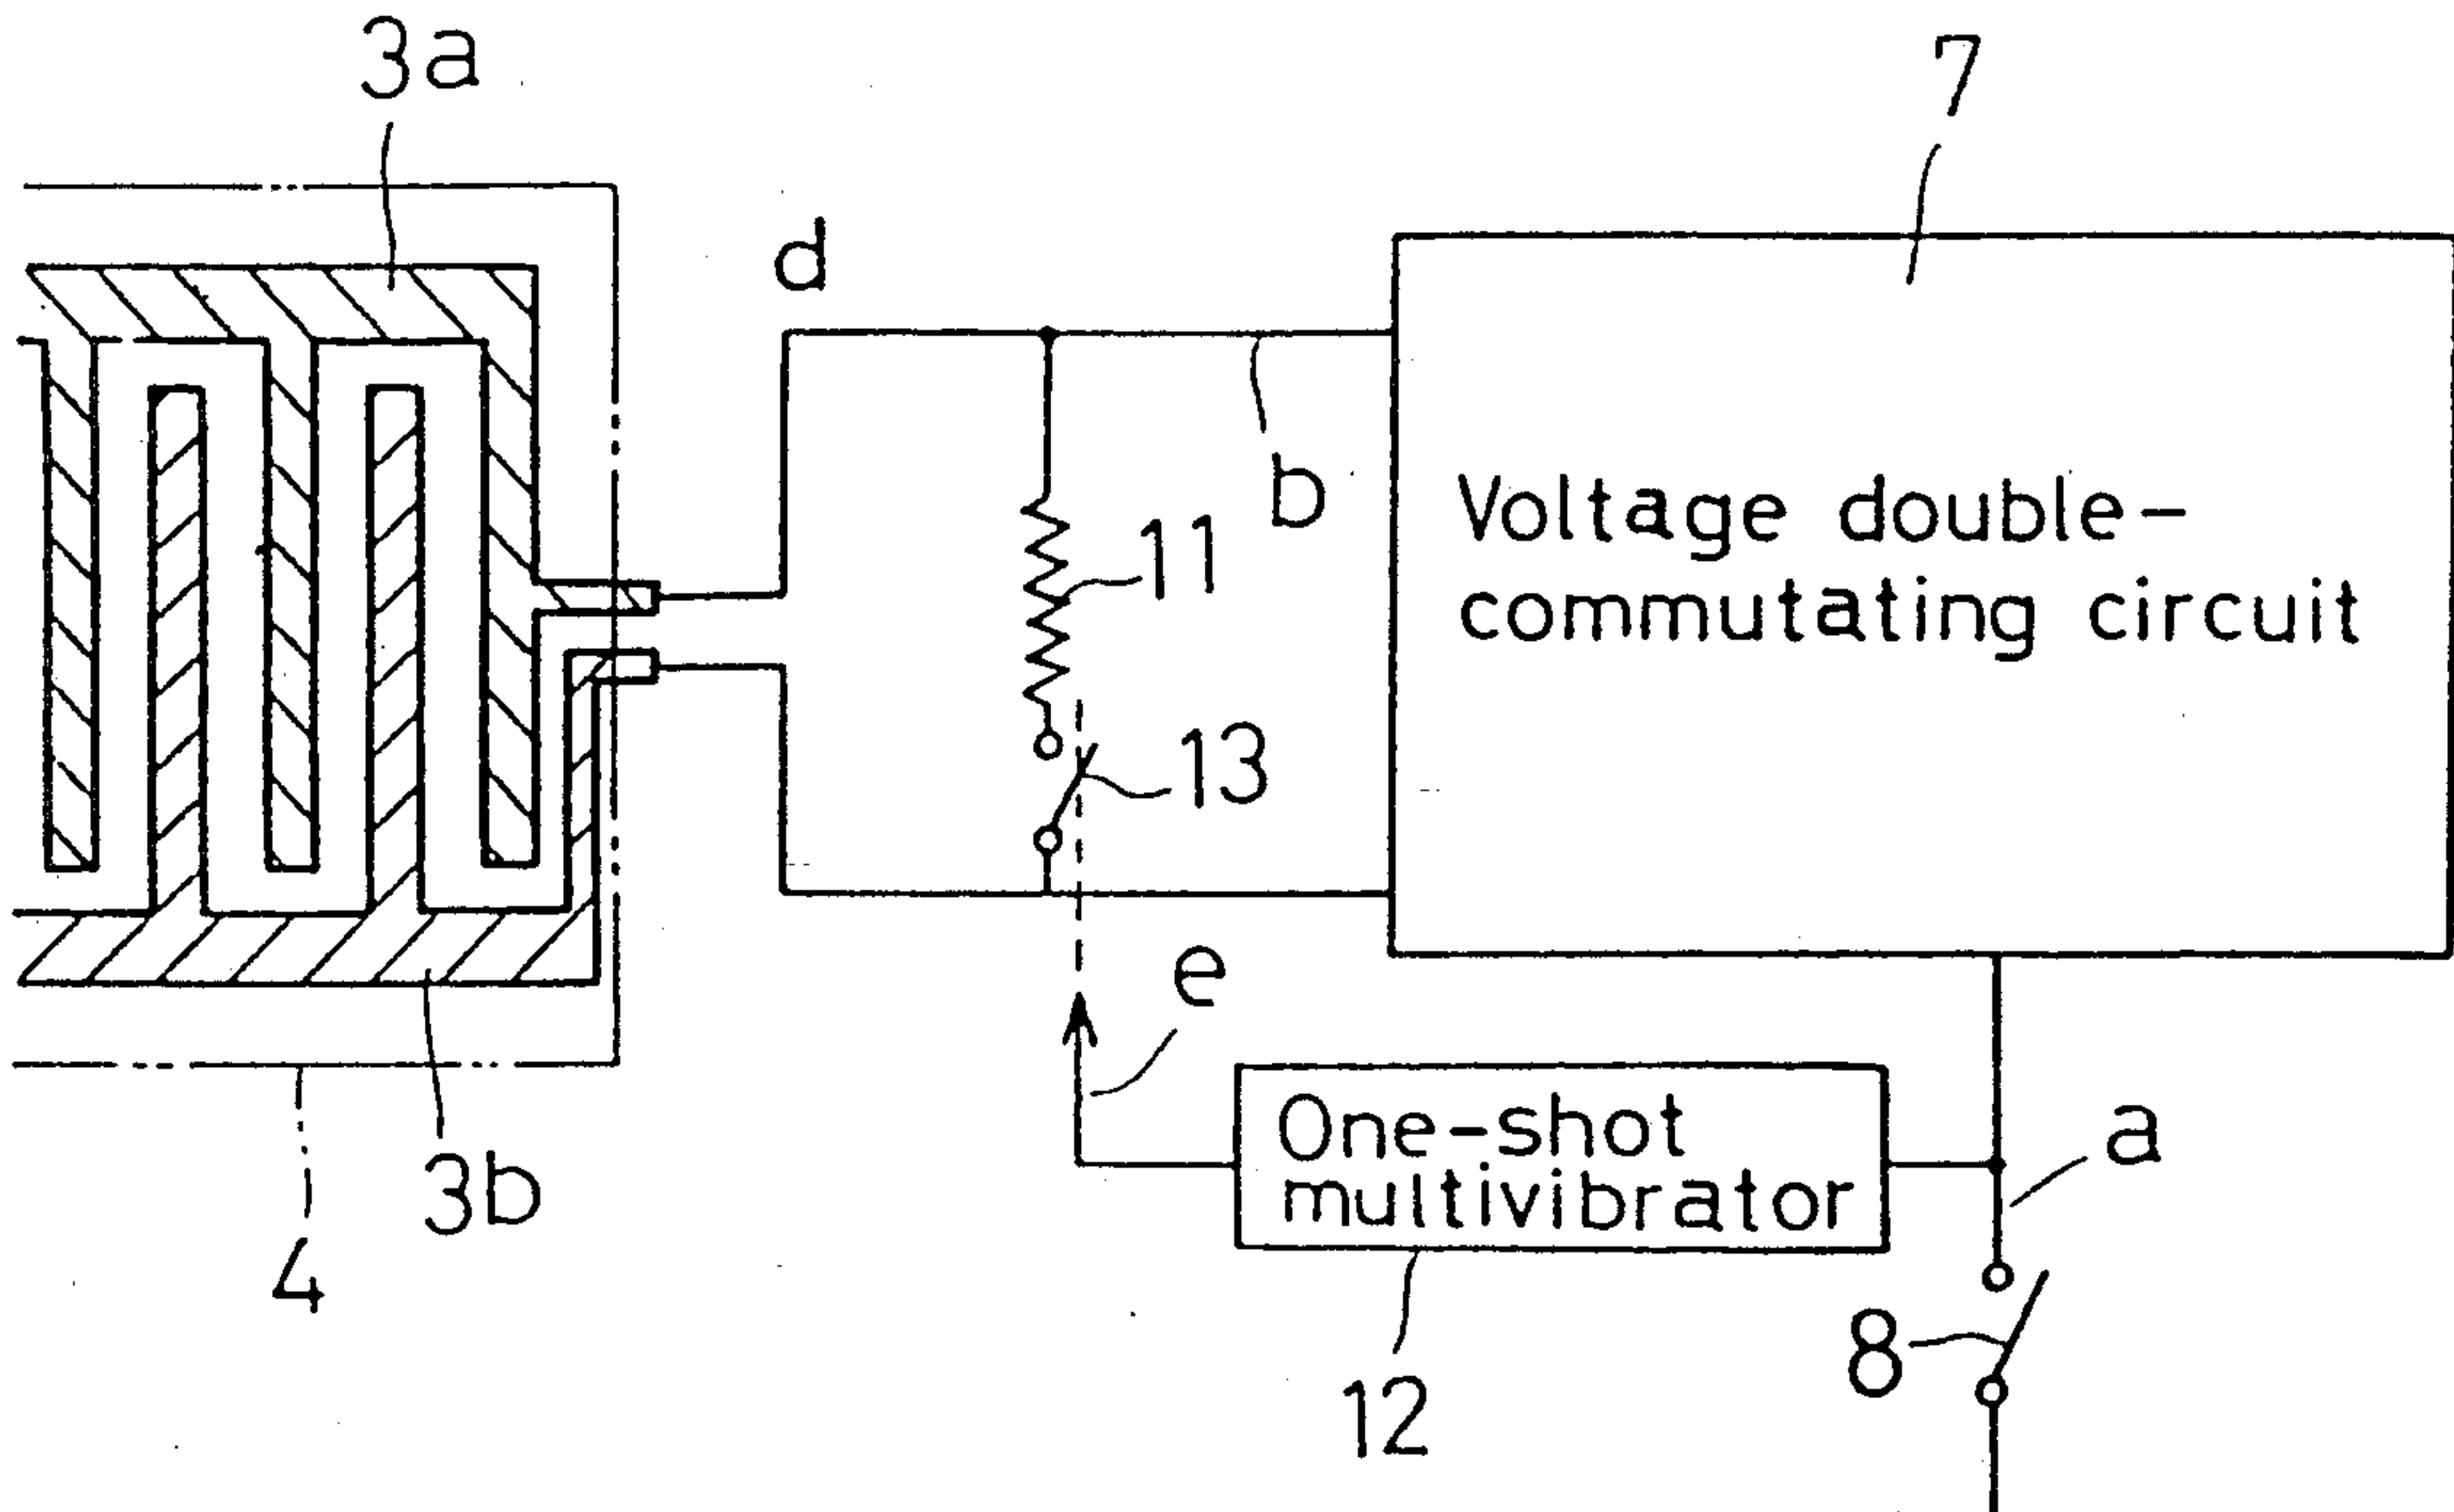 3a
7
d
b
Voltage double-
commutating circuit
11
13
e
One-shot
multivibrator
a
3b
4
8
12